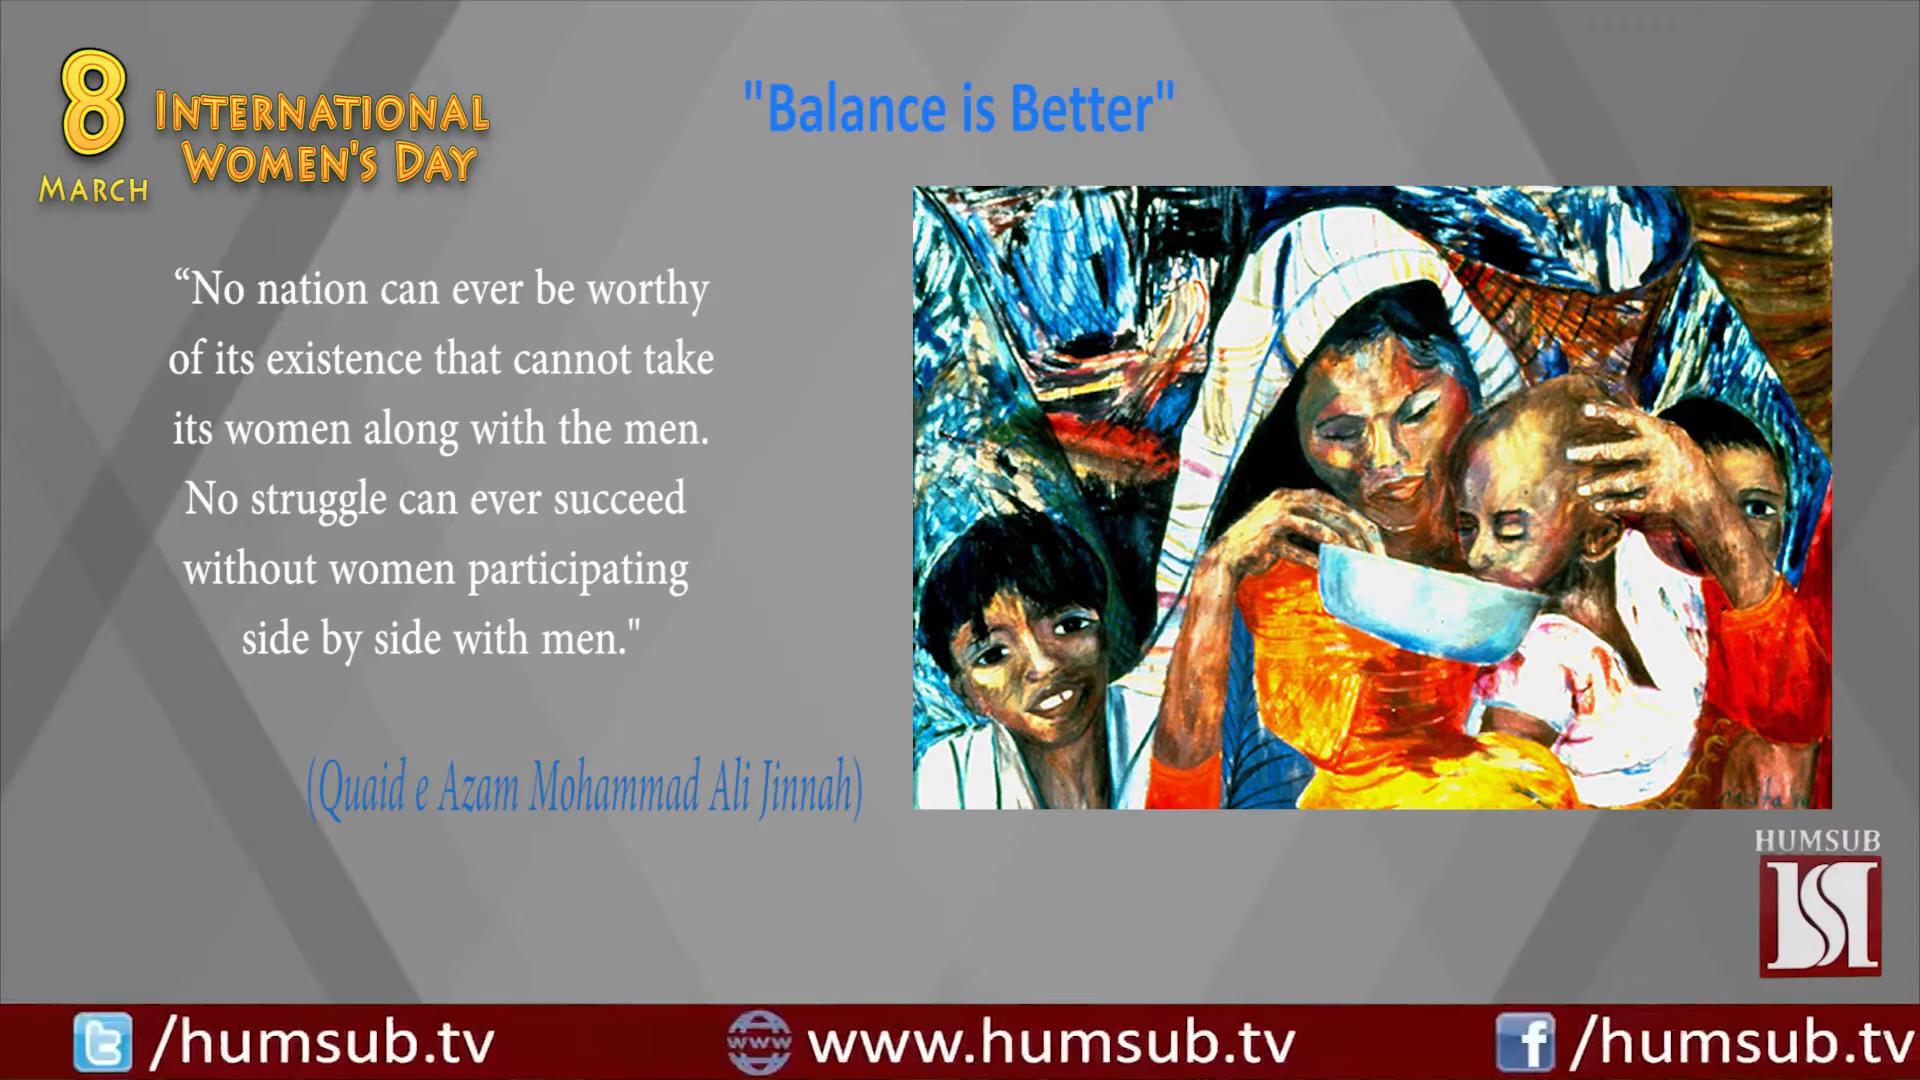 8
MARCH
INTERNATIONAL
WOMEN'S DAY
"Balance is Better"
“No nation can ever be worthy
of its existence that cannot take
its women along with the men.
No struggle can ever succeed
without women participating
side by side with men."
(Quaid e Azam Mohammad Ali Jinnah)
HUMSUB
/humsub.tv
www.humsub.tv
/humsub.tv